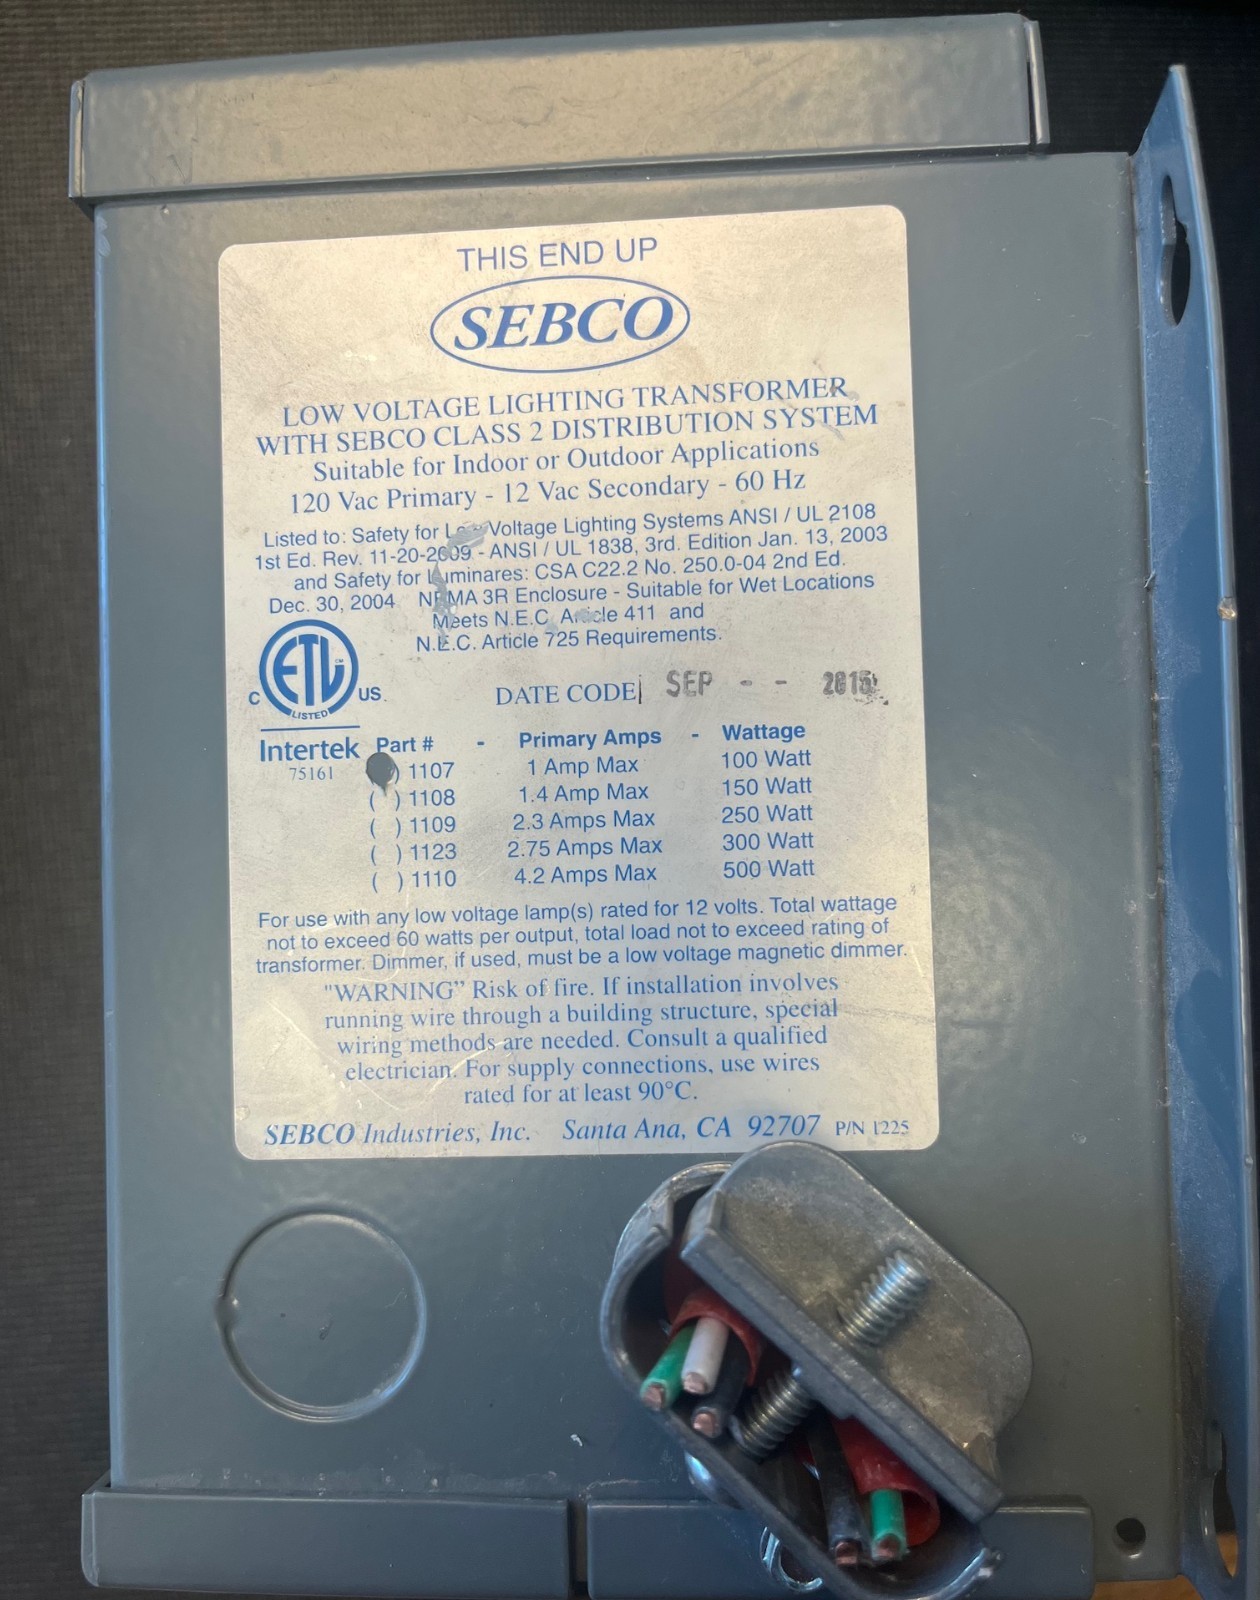 THIS END UP
SEBCO
LOW VOLTAGE LIGHTING TRANSFORMER
WITH SEBCO CLASS 2 DISTRIBUTION SYSTEM
Suitable for Indoor or Outdoor Applications
120 Vac Primary - 12 Vac Secondary - 60 Hz
Listed to: Safety for Low Voltage Lighting Systems ANSI / UL 2108
1st Ed. Rev. 11-20-2009 - ANSI / UL 1838, 3rd. Edition Jan. 13, 2003
and Safety for Luminares: CSA C22.2 No. 250.0-04 2nd Ed.
Dec. 30, 2004 NEMA 3R Enclosure - Suitable for Wet Locations
Meets N.E.C. Article 411 and
N.E.C. Article 725 Requirements.
C ETL CM US
LISTED
Intertek
75161
DATE CODE SEP - - 2015
Part # - Primary Amps - Wattage
) 1107 1 Amp Max 100 Watt
( ) 1108 1.4 Amp Max 150 Watt
( ) 1109 2.3 Amps Max 250 Watt
( ) 1123 2.75 Amps Max 300 Watt
( ) 1110 4.2 Amps Max 500 Watt
For use with any low voltage lamp(s) rated for 12 volts. Total wattage
not to exceed 60 watts per output, total load not to exceed rating of
transformer. Dimmer, if used, must be a low voltage magnetic dimmer.
"WARNING" Risk of fire. If installation involves
running wire through a building structure, special
wiring methods are needed. Consult a qualified
electrician. For supply connections, use wires
rated for at least 90°C.
SEBCO Industries, Inc. Santa Ana, CA 92707 P/N 1225